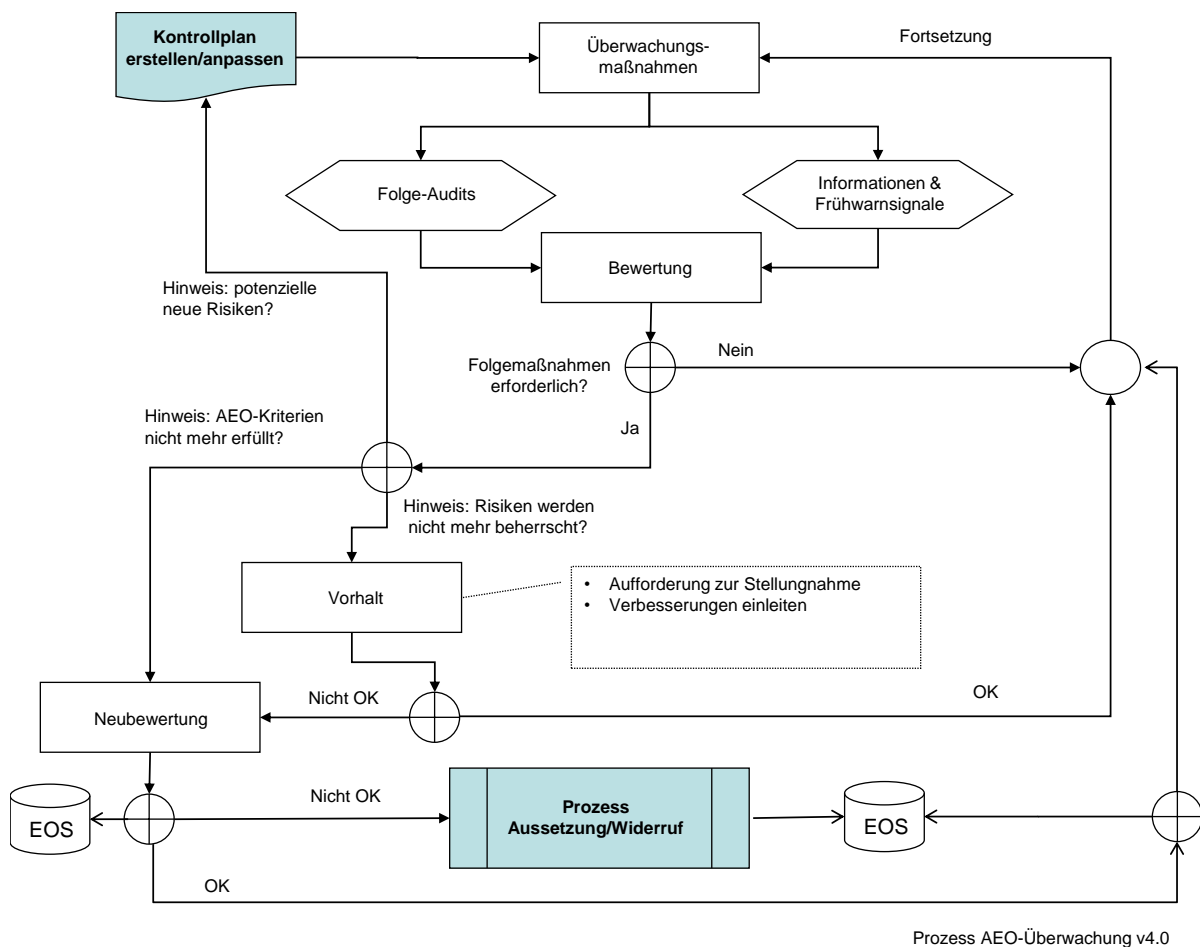 Kontrollplan
erstellen/anpassen
Überwachungs-
maßnahmen
Fortsetzung
Folge-Audits
Informationen &
Frühwarnsignale
Bewertung
Hinweis: potenzielle
neue Risiken?
Folgemaßnahmen
erforderlich?
Nein
Ja
Hinweis: AEO-Kriterien
nicht mehr erfüllt?
Hinweis: Risiken werden
nicht mehr beherrscht?
Vorhalt
• Aufforderung zur Stellungnahme
• Verbesserungen einleiten
Neubewertung
Nicht OK
OK
EOS
Nicht OK
Prozess
Aussetzung/Widerruf
EOS
OK
Prozess AEO-Überwachung v4.0